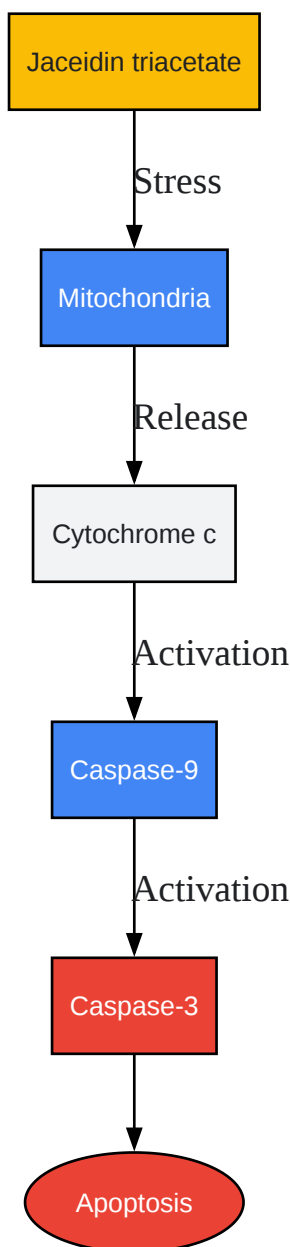 Jaceidin triacetate
Stress
Mitochondria
Release
Cytochrome c
Activation
Caspase-9
Activation
Caspase-3
Apoptosis